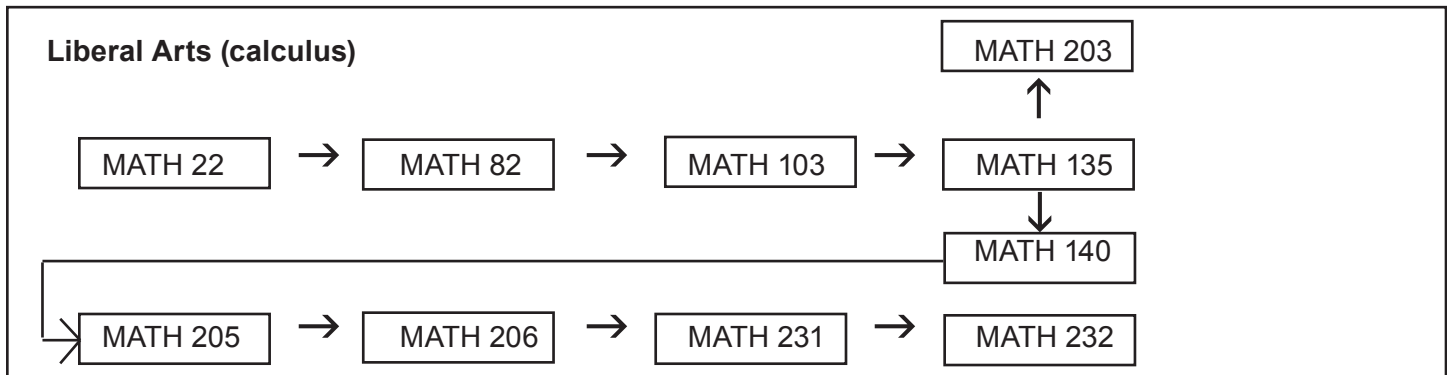 Liberal Arts (calculus)
MATH 203
MATH 22 → MATH 82 → MATH 103 → MATH 135
MATH 140
MATH 205 → MATH 206 → MATH 231 → MATH 232